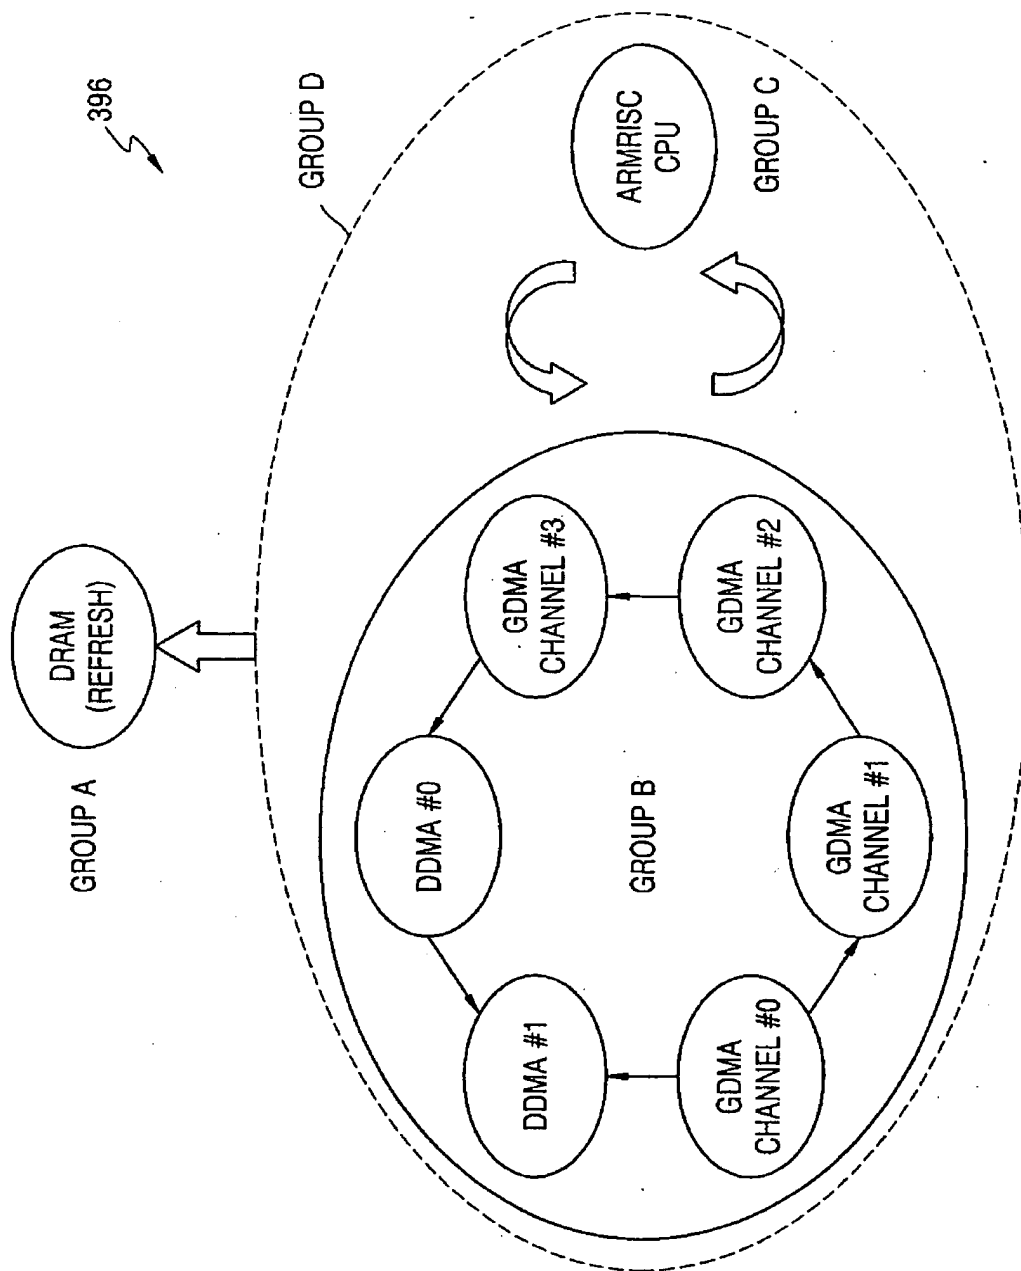 396
GROUP D
GROUP A
DRAM
(REFRESH)
ARMRISC
CPU
GROUP C
GROUP B
DDMA #0
DDMA #1
GDMA
CHANNEL #3
GDMA
CHANNEL #0
GDMA
CHANNEL #2
GDMA
CHANNEL #1